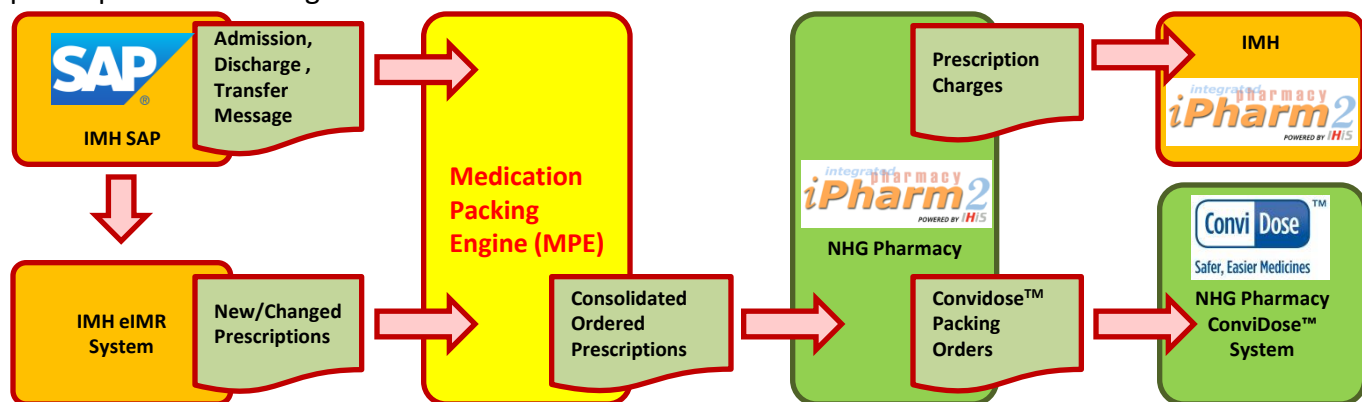 SAP
®
IMH SAP
Admission,
Discharge ,
Transfer
Message
IMH eIMR
System
New/Changed
Prescriptions
Medication
Packing
Engine (MPE)
Consolidated
Ordered
Prescriptions
integrated pharmacy
iPharm2
POWERED BY iHiS
NHG Pharmacy
Prescription
Charges
Convidose™
Packing
Orders
IMH
integrated pharmacy
iPharm2
POWERED BY iHiS
Convi Dose™
Safer, Easier Medicines
NHG Pharmacy
ConviDose™
System